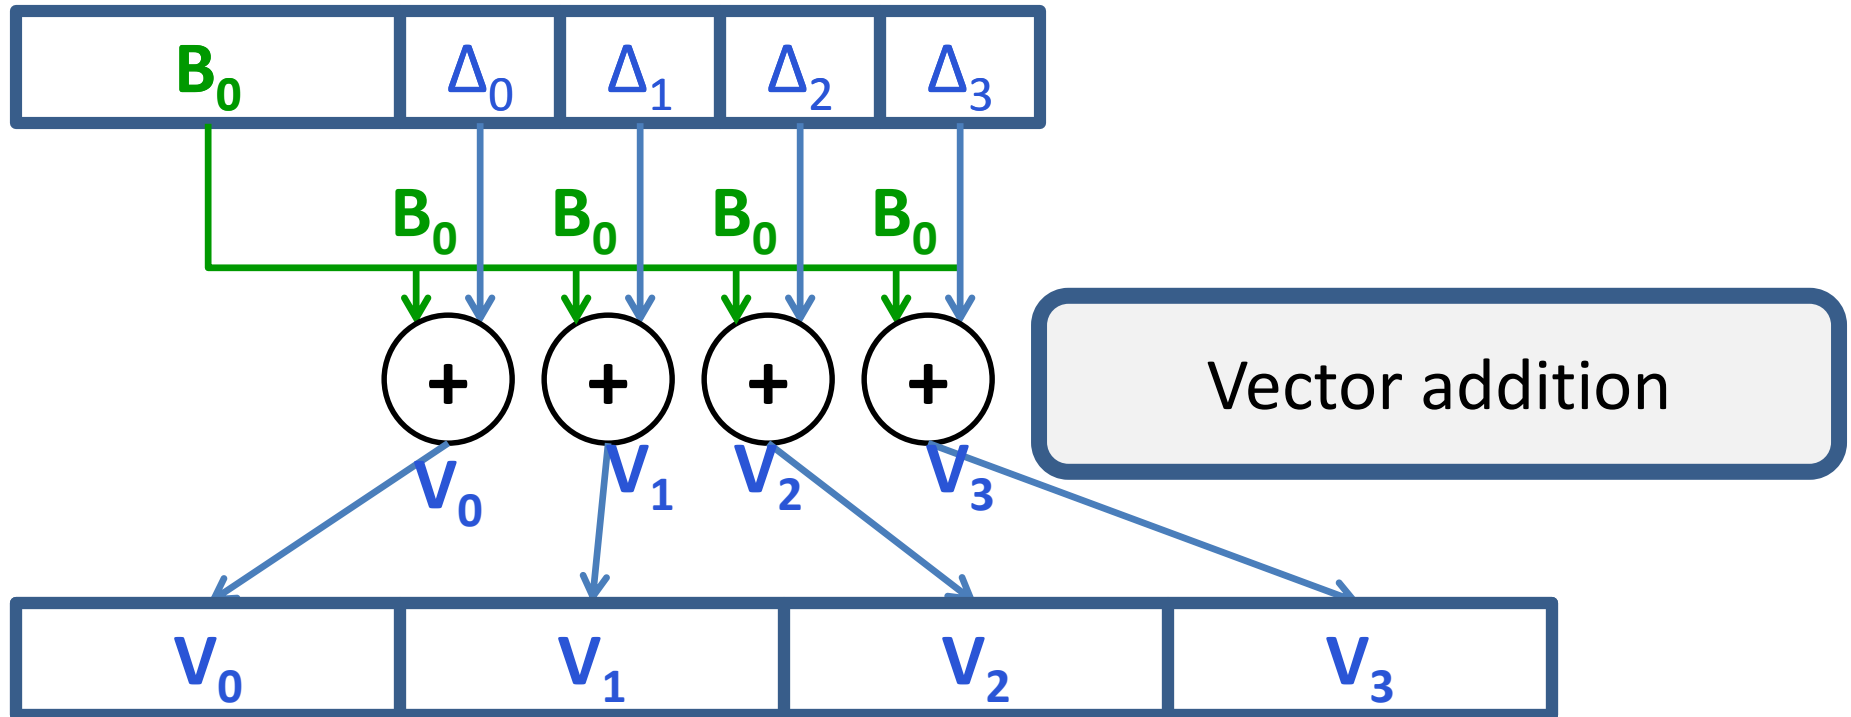 B₀ Δ₀ Δ₁ Δ₂ Δ₃
B₀ B₀ B₀ B₀
+ + + +
Vector addition
V₀ V₁ V₂ V₃
V₀ V₁ V₂ V₃